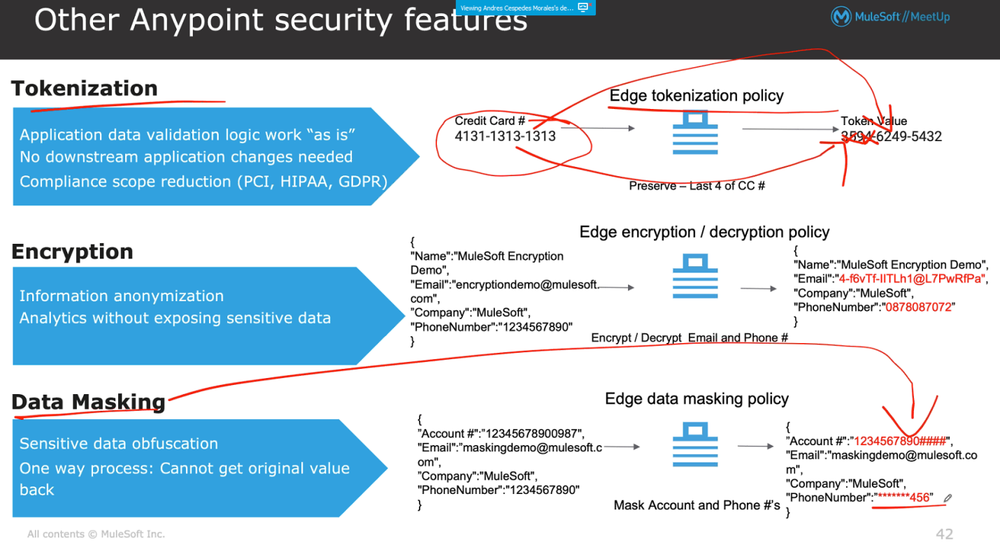 Other Anypoint security features
Viewing Andres Cespedes Morales's de...
MuleSoft // MeetUp
Tokenization
Application data validation logic work “as is”
No downstream application changes needed
Compliance scope reduction (PCI, HIPAA, GDPR)
Edge tokenization policy
Credit Card #
4131-1313-1313
Token Value
3594-6249-5432
Preserve – Last 4 of CC #
Encryption
Information anonymization
Analytics without exposing sensitive data
Edge encryption / decryption policy
{
"Name":"MuleSoft Encryption
Demo",
"Email":"encryptiondemo@mulesoft.
com",
"Company":"MuleSoft",
"PhoneNumber":"1234567890"
}
Encrypt / Decrypt Email and Phone #
{
"Name":"MuleSoft Encryption Demo",
"Email":"4-f6vTf-IITLh1@L7PwRfPa",
"Company":"MuleSoft",
"PhoneNumber":"0878087072”
}
Data Masking
Sensitive data obfuscation
One way process: Cannot get original value
back
Edge data masking policy
{
”Account #":”12345678900987",
"Email":”maskingdemo@mulesoft.c
om",
"Company":"MuleSoft",
"PhoneNumber":"1234567890"
}
Mask Account and Phone #’s
{
”Account #":”1234567890####",
"Email":"maskingdemo@mulesoft.co
m",
"Company":"MuleSoft",
"PhoneNumber":”*******456”
}
All contents © MuleSoft Inc.
42